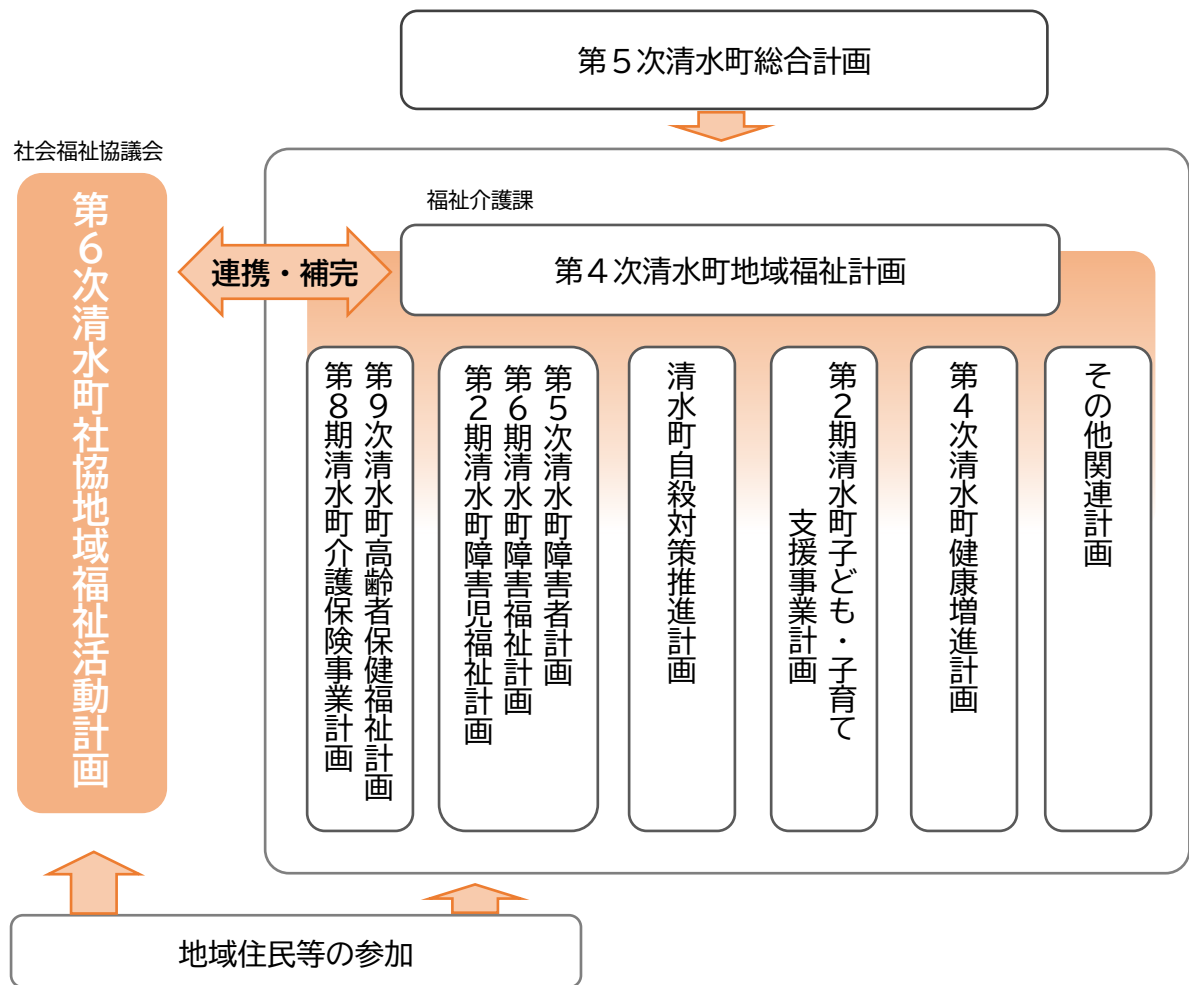 第５次清水町総合計画
社会福祉協議会
第６次清水町社協地域福祉活動計画
福祉介護課
連携・補完
第４次清水町地域福祉計画
第９次清水町高齢者保健福祉計画
第８期清水町介護保険事業計画
第５次清水町障害者計画
第６期清水町障害福祉計画
第２期清水町障害児福祉計画
清水町自殺対策推進計画
第２期清水町子ども・子育て
支援事業計画
第４次清水町健康増進計画
その他関連計画
地域住民等の参加